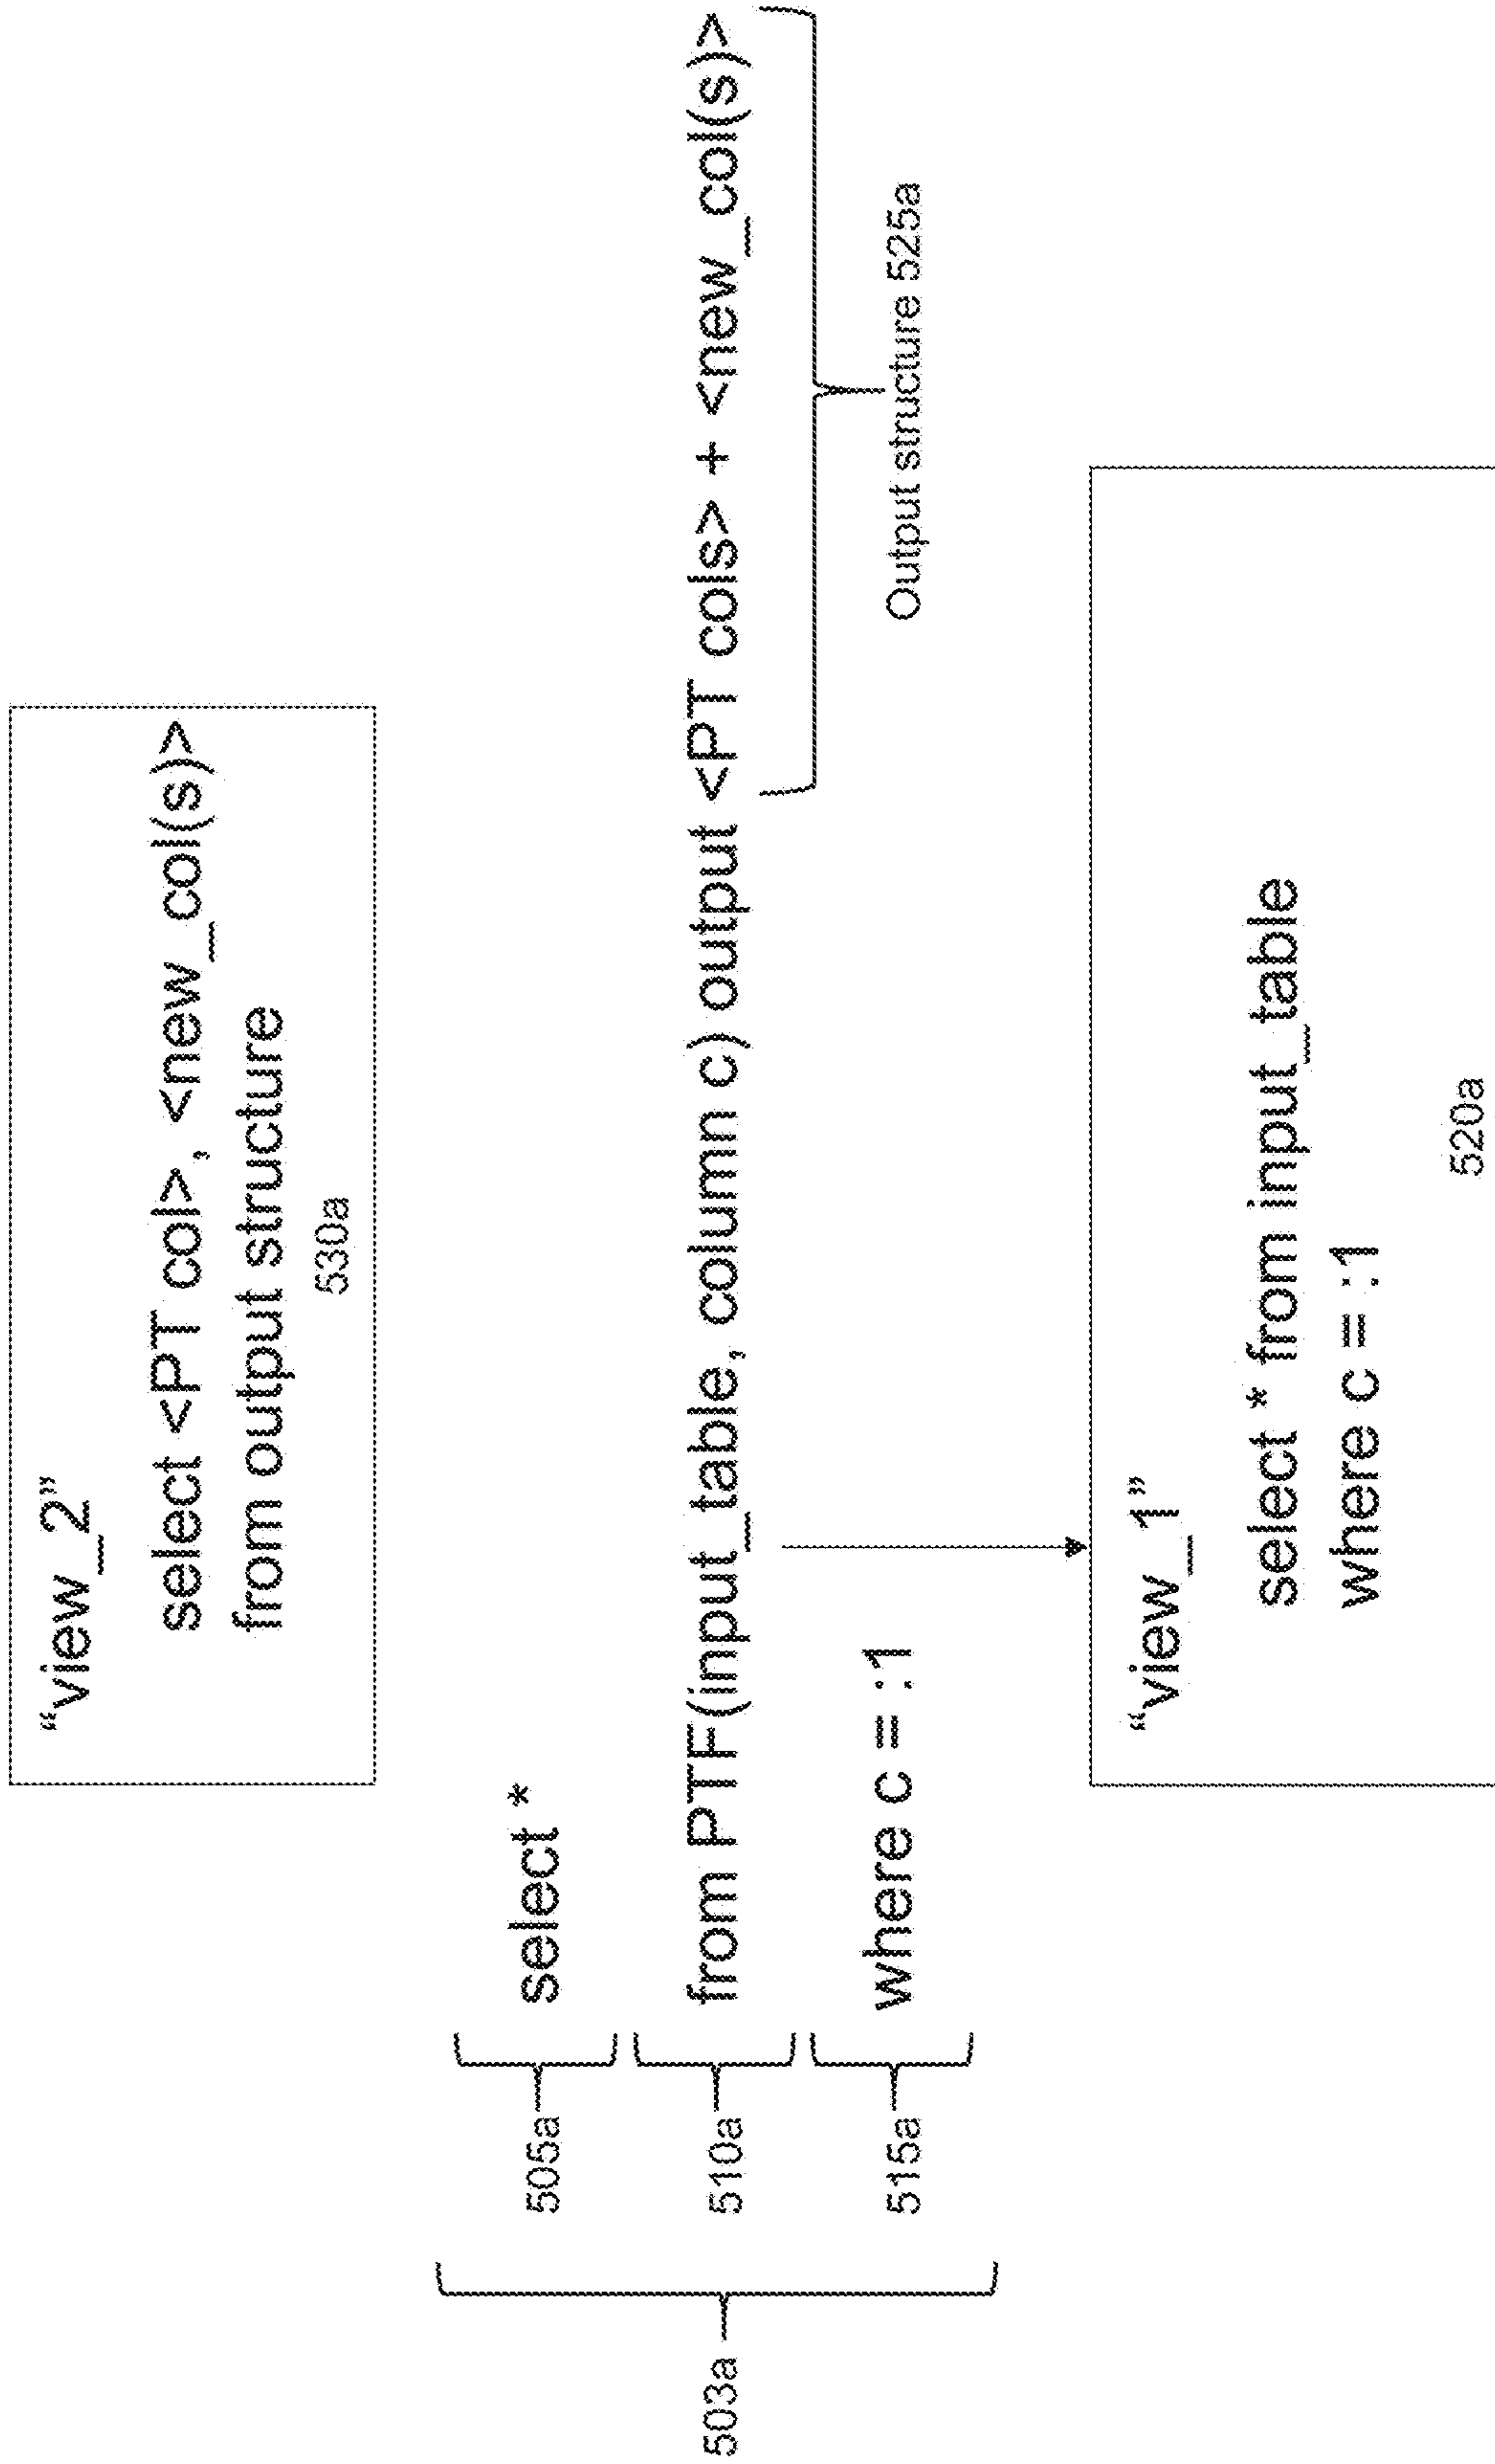 “view_2”
select <PT col>, <new_col(s)>
from output structure
530a
503a
505a
select *
510a
from PTF(input_table, column c) output <PT cols> + <new_col(s)>
515a
where c = :1
Output structure 525a
“view_1”
select * from input_table
where c = :1
520a